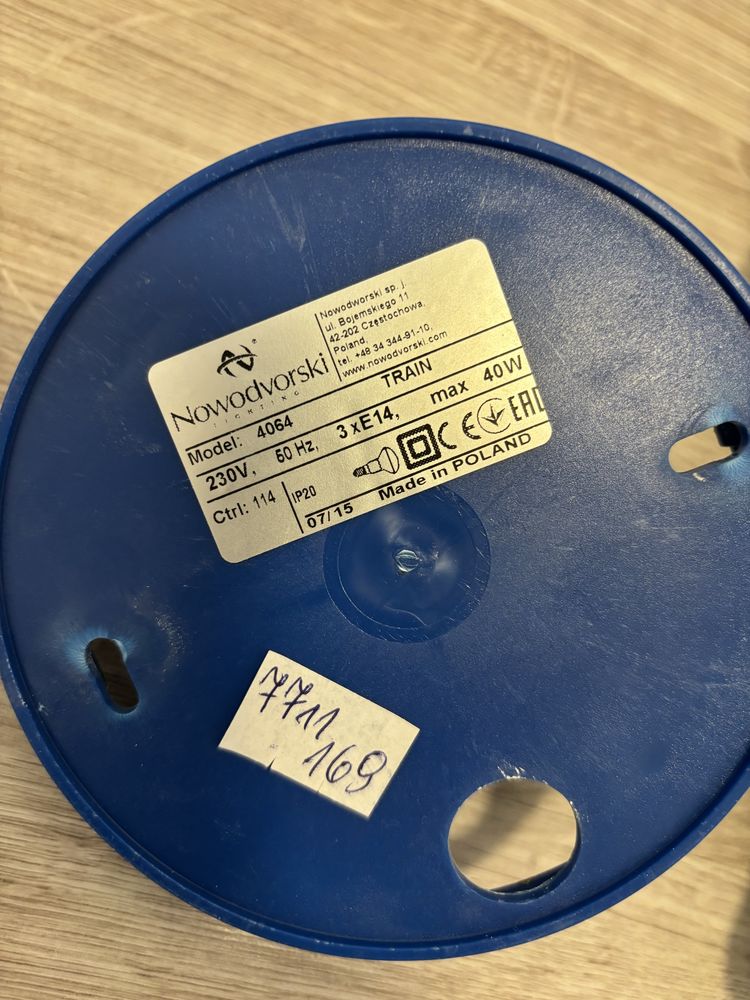 Nowodvorski
LIGHTING
Nowodworski sp. j.
ul. Bojemskiego 11
42-202 Częstochowa,
Poland,
tel. +48 34 344-91-10,
www.nowodvorski.com
Model: 4064 TRAIN
230V, 50 Hz, 3 xE14, max 40W
Ctrl: 114 IP20 CE EAC
07/15 Made in POLAND
7711
169